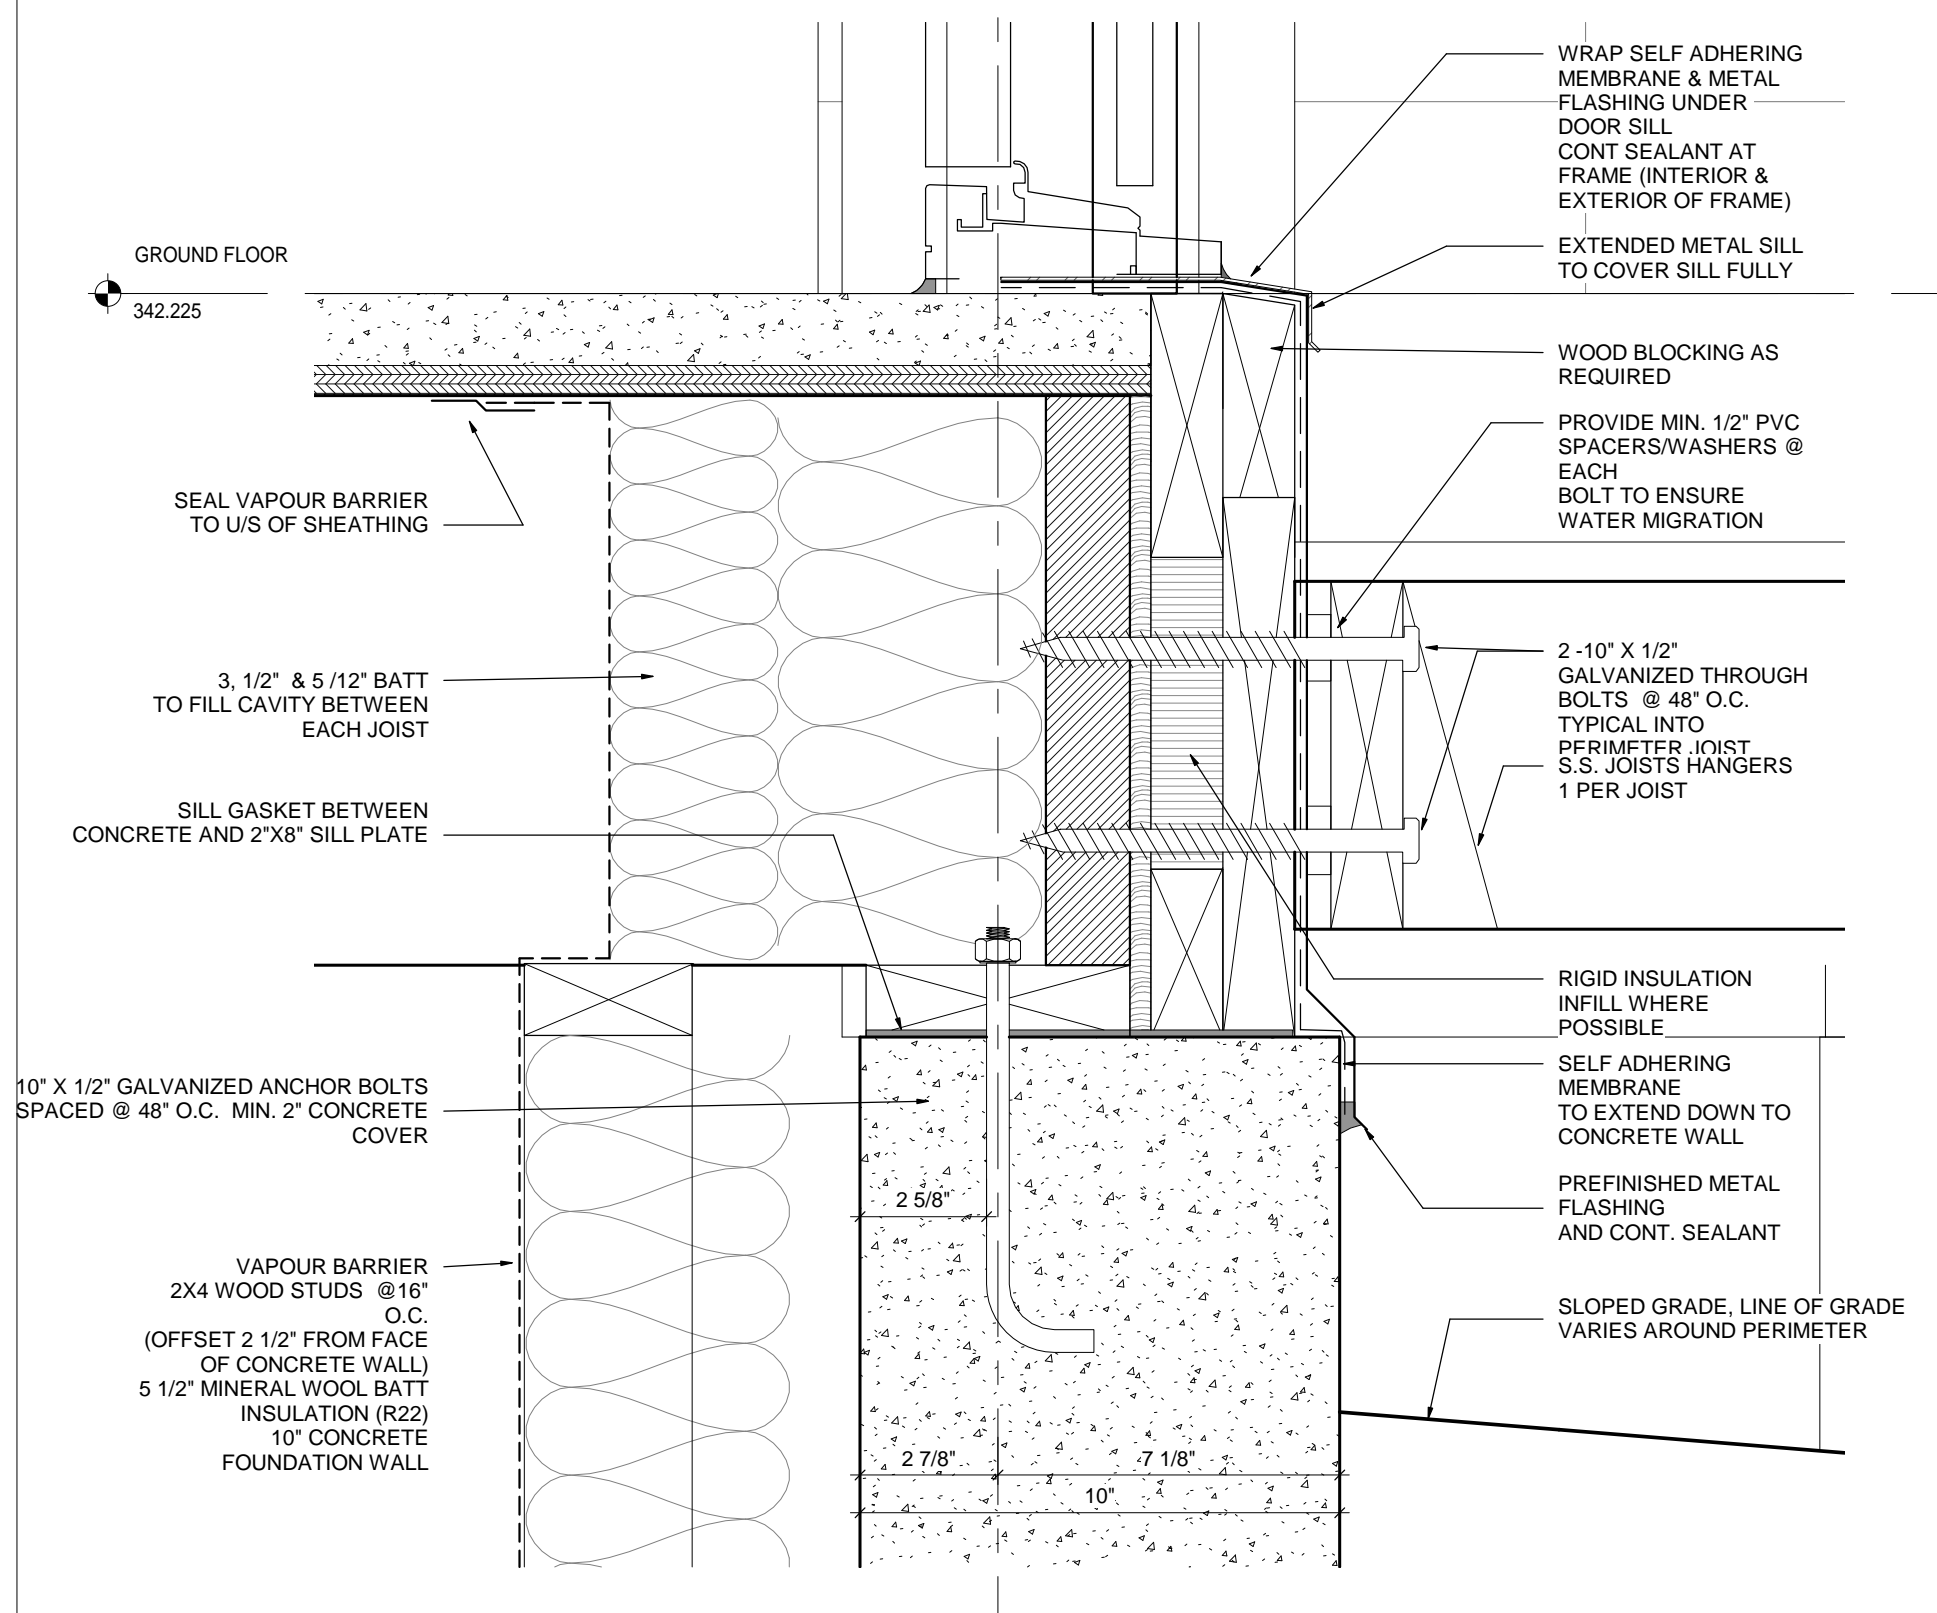 GROUND FLOOR
342.225
SEAL VAPOUR BARRIER
TO U/S OF SHEATHING
3, 1/2" & 5 /12" BATT
TO FILL CAVITY BETWEEN
EACH JOIST
SILL GASKET BETWEEN
CONCRETE AND 2"X8" SILL PLATE
10" X 1/2" GALVANIZED ANCHOR BOLTS
SPACED @ 48" O.C. MIN. 2" CONCRETE
COVER
VAPOUR BARRIER
2X4 WOOD STUDS @16"
O.C.
(OFFSET 2 1/2" FROM FACE
OF CONCRETE WALL)
5 1/2" MINERAL WOOL BATT
INSULATION (R22)
10" CONCRETE
FOUNDATION WALL
2 5/8"
2 7/8"
7 1/8"
10"
WRAP SELF ADHERING
MEMBRANE & METAL
FLASHING UNDER
DOOR SILL
CONT SEALANT AT
FRAME (INTERIOR &
EXTERIOR OF FRAME)
EXTENDED METAL SILL
TO COVER SILL FULLY
WOOD BLOCKING AS
REQUIRED
PROVIDE MIN. 1/2" PVC
SPACERS/WASHERS @
EACH
BOLT TO ENSURE
WATER MIGRATION
2 -10" X 1/2"
GALVANIZED THROUGH
BOLTS @ 48" O.C.
TYPICAL INTO
PERIMETER JOIST
S.S. JOISTS HANGERS
1 PER JOIST
RIGID INSULATION
INFILL WHERE
POSSIBLE
SELF ADHERING
MEMBRANE
TO EXTEND DOWN TO
CONCRETE WALL
PREFINISHED METAL
FLASHING
AND CONT. SEALANT
SLOPED GRADE, LINE OF GRADE
VARIES AROUND PERIMETER